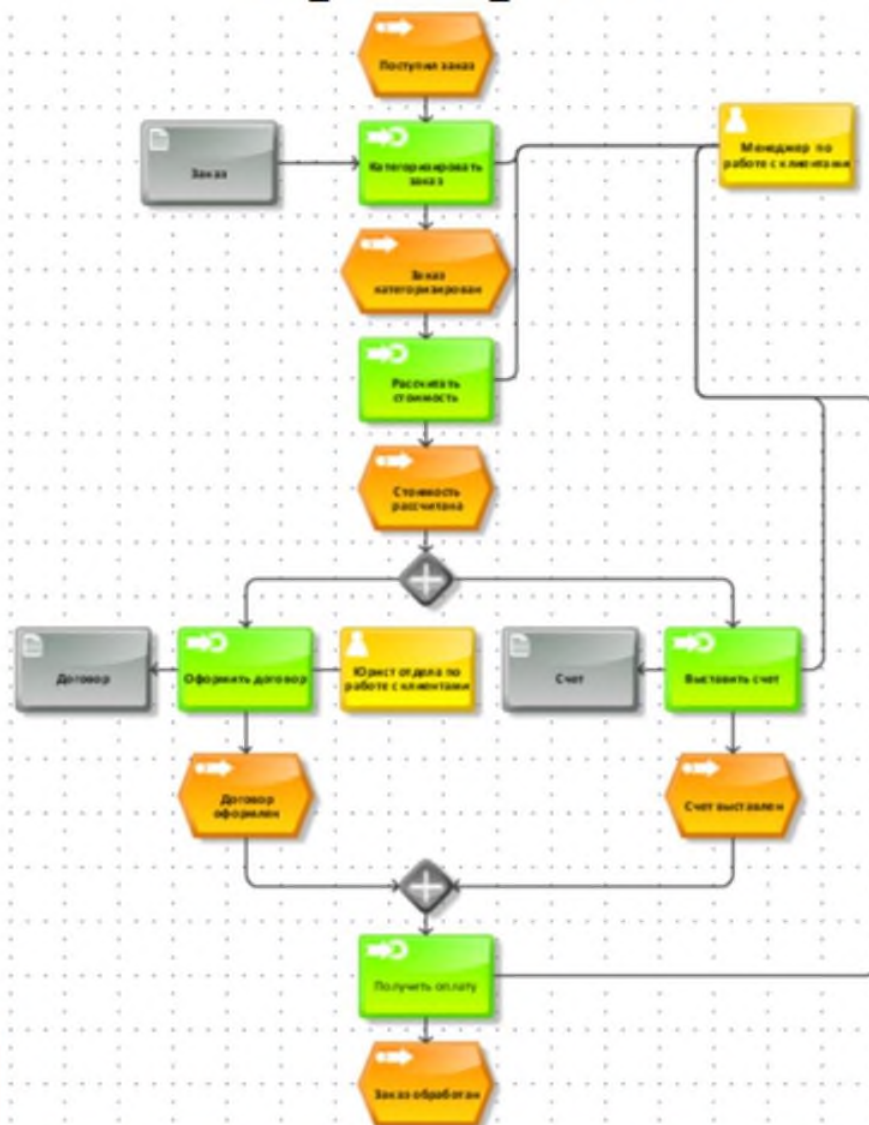 Поступил заказ
Заказ
Категоризировать
заказ
Менеджер по
работе с клиентами
Заказ
категоризирован
Рассчитать
стоимость
Стоимость
рассчитана
Договор
Оформить договор
Юрист отдела по
работе с клиентами
Счет
Выставить счет
Договор
оформлен
Счет выставлен
Получить оплату
Заказ обработан